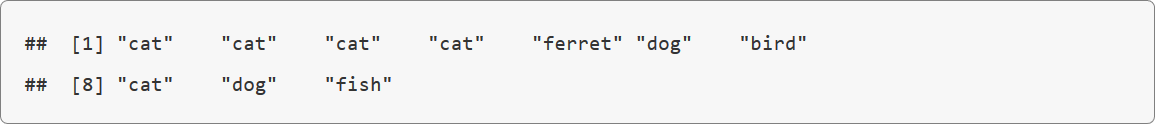 ##  [1] "cat"    "cat"    "cat"    "cat"    "ferret" "dog"    "bird"
##  [8] "cat"    "dog"    "fish"